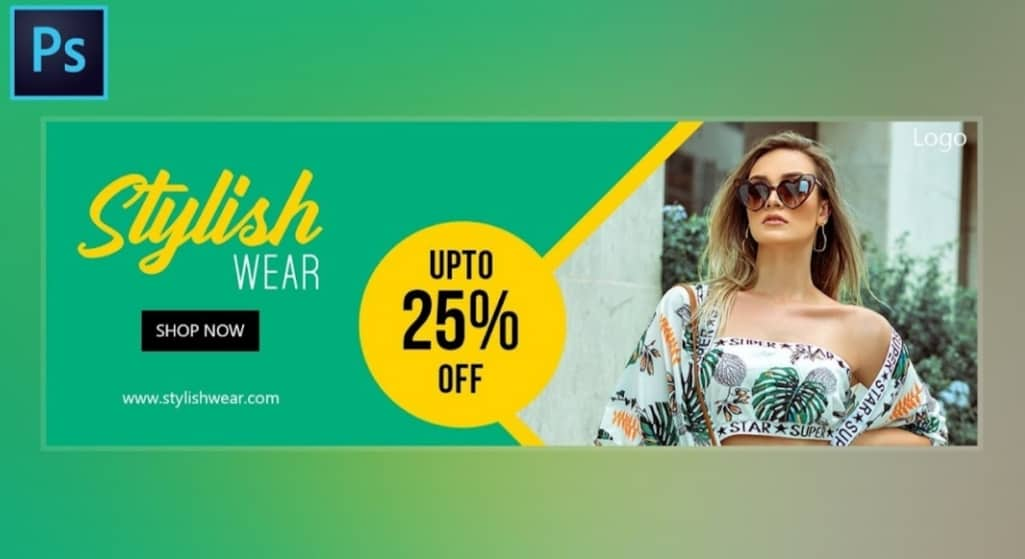 Ps
Logo
Stylish
WEAR
SHOP NOW
www.stylishwear.com
UPTO
25%
OFF
★SUPER★STAR
★STAR★SUPER★
SUPER★STAR★